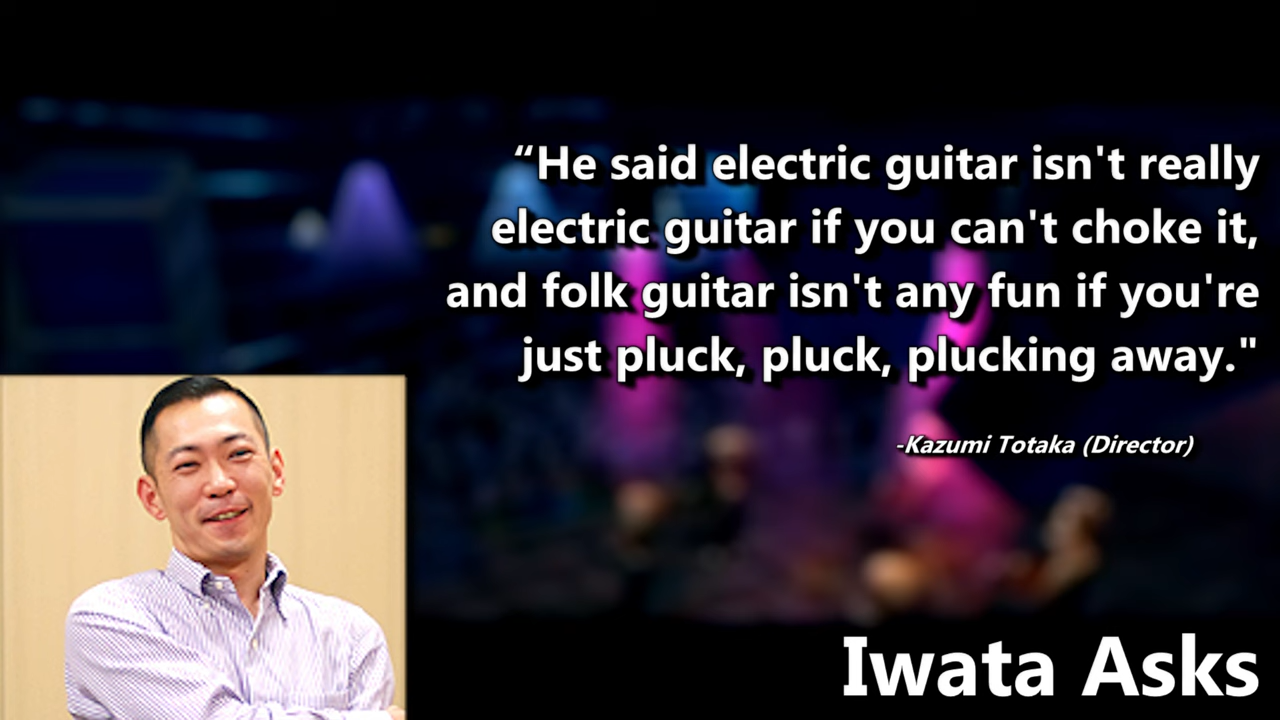 “He said electric guitar isn't really
electric guitar if you can't choke it,
and folk guitar isn't any fun if you're
just pluck, pluck, plucking away."
-Kazumi Totaka (Director)
Iwata Asks